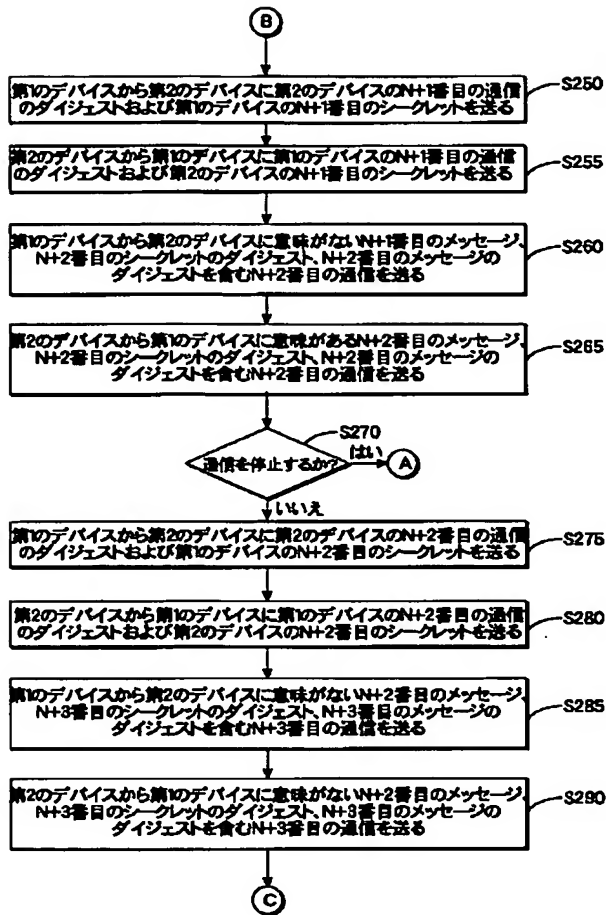 B
第1のデバイスから第2のデバイスに第2のデバイスのN+1番目の通信
のダイジェストおよび第1のデバイスのN+1番目のシークレットを送る
S250
第2のデバイスから第1のデバイスに第1のデバイスのN+1番目の通信
のダイジェストおよび第2のデバイスのN+1番目のシークレットを送る
S255
第1のデバイスから第2のデバイスに意味がないN+1番目のメッセージ、
N+2番目のシークレットのダイジェスト、N+2番目のメッセージの
ダイジェストを含むN+2番目の通信を送る
S260
第2のデバイスから第1のデバイスに意味があるN+2番目のメッセージ、
N+2番目のシークレットのダイジェスト、N+2番目のメッセージの
ダイジェストを含むN+2番目の通信を送る
S265
S270
通信を停止するか?
はい
A
いいえ
第1のデバイスから第2のデバイスに第2のデバイスのN+2番目の通信
のダイジェストおよび第1のデバイスのN+2番目のシークレットを送る
S275
第2のデバイスから第1のデバイスに第1のデバイスのN+2番目の通信
のダイジェストおよび第2のデバイスのN+2番目のシークレットを送る
S280
第1のデバイスから第2のデバイスに意味がないN+2番目のメッセージ、
N+3番目のシークレットのダイジェスト、N+3番目のメッセージの
ダイジェストを含むN+3番目の通信を送る
S285
第2のデバイスから第1のデバイスに意味がないN+2番目のメッセージ、
N+3番目のシークレットのダイジェスト、N+3番目のメッセージの
ダイジェストを含むN+3番目の通信を送る
S290
C